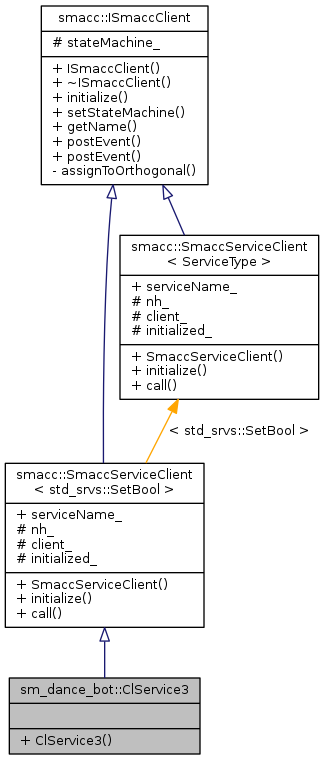 smacc::ISmaccClient
# stateMachine_
+ ISmaccClient()
+ ~ISmaccClient()
+ initialize()
+ setStateMachine()
+ getName()
+ postEvent()
+ postEvent()
- assignToOrthogonal()
smacc::SmaccServiceClient
< ServiceType >
+ serviceName_
# nh_
# client_
# initialized_
+ SmaccServiceClient()
+ initialize()
+ call()
< std_srvs::SetBool >
smacc::SmaccServiceClient
< std_srvs::SetBool >
+ serviceName_
# nh_
# client_
# initialized_
+ SmaccServiceClient()
+ initialize()
+ call()
sm_dance_bot::ClService3
+ ClService3()